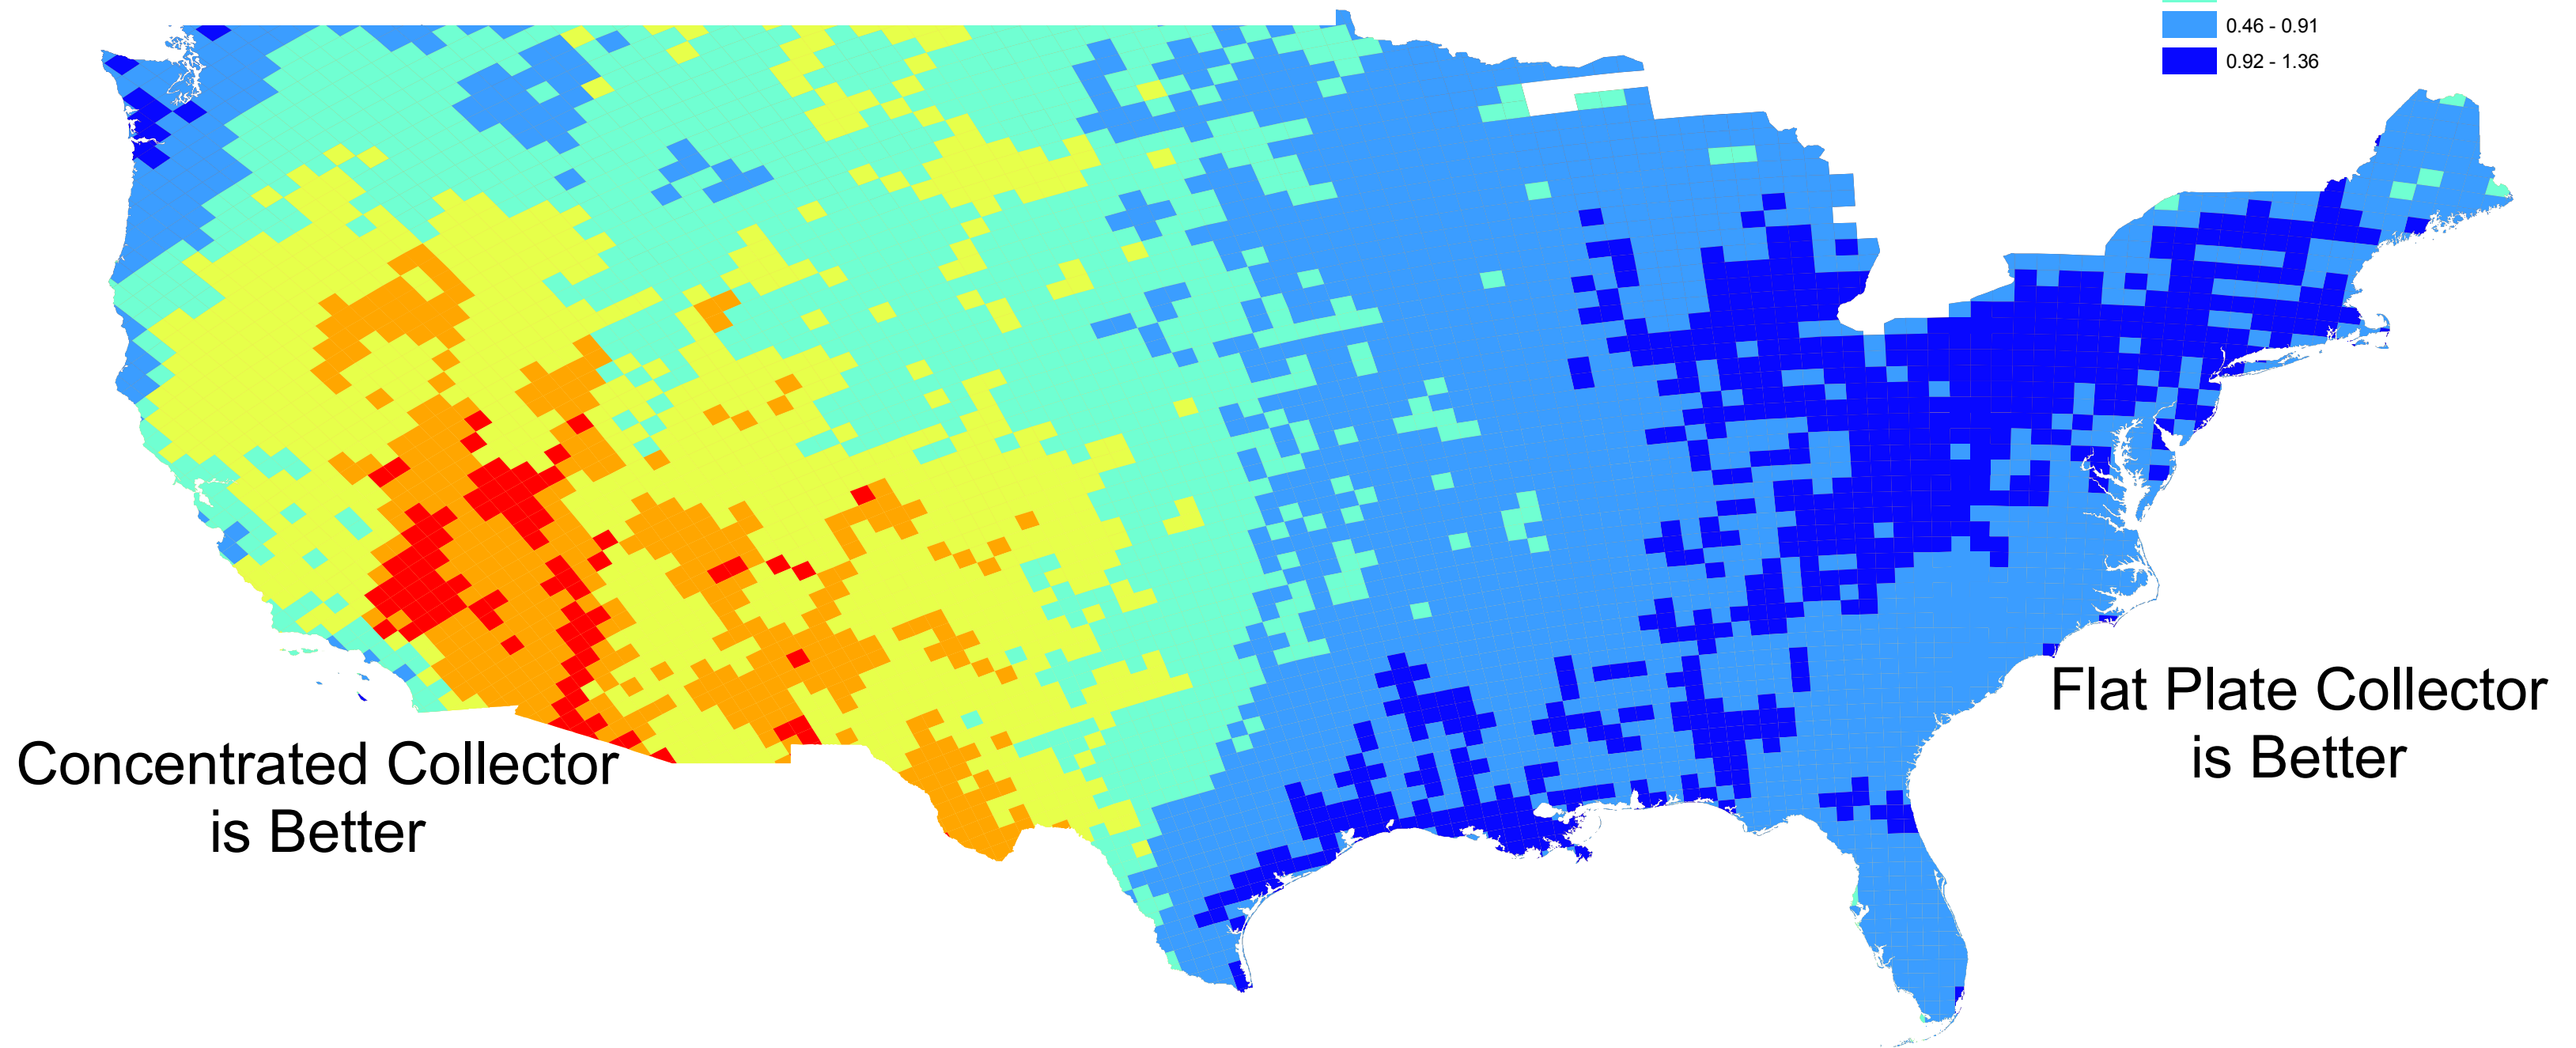 0.46 - 0.91
0.92 - 1.36
Flat Plate Collector
is Better
Concentrated Collector
is Better